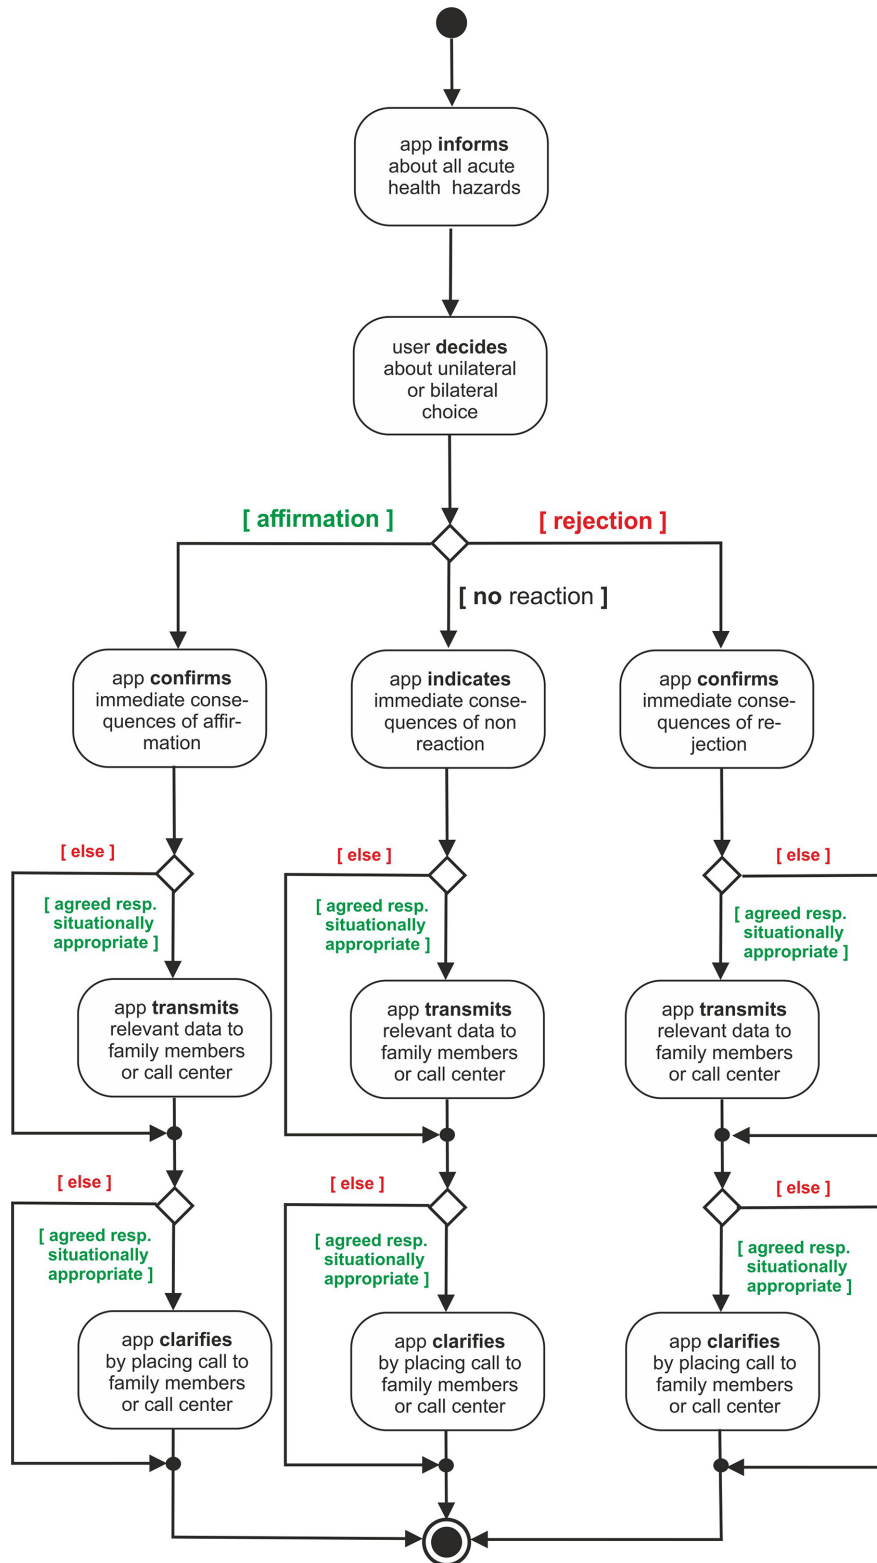 app informs
about all acute
health hazards
user decides
about unilateral
or bilateral
choice
[ affirmation ]
[ rejection ]
[ no reaction ]
app confirms
immediate conse-
quences of affir-
mation
app indicates
immediate conse-
quences of non
reaction
app confirms
immediate conse-
quences of re-
jection
[ else ]
[ agreed resp.
situationally
appropriate ]
[ else ]
[ agreed resp.
situationally
appropriate ]
[ else ]
[ agreed resp.
situationally
appropriate ]
app transmits
relevant data to
family members
or call center
app transmits
relevant data to
family members
or call center
app transmits
relevant data to
family members
or call center
[ else ]
[ agreed resp.
situationally
appropriate ]
[ else ]
[ agreed resp.
situationally
appropriate ]
[ else ]
[ agreed resp.
situationally
appropriate ]
app clarifies
by placing call to
family members
or call center
app clarifies
by placing call to
family members
or call center
app clarifies
by placing call to
family members
or call center